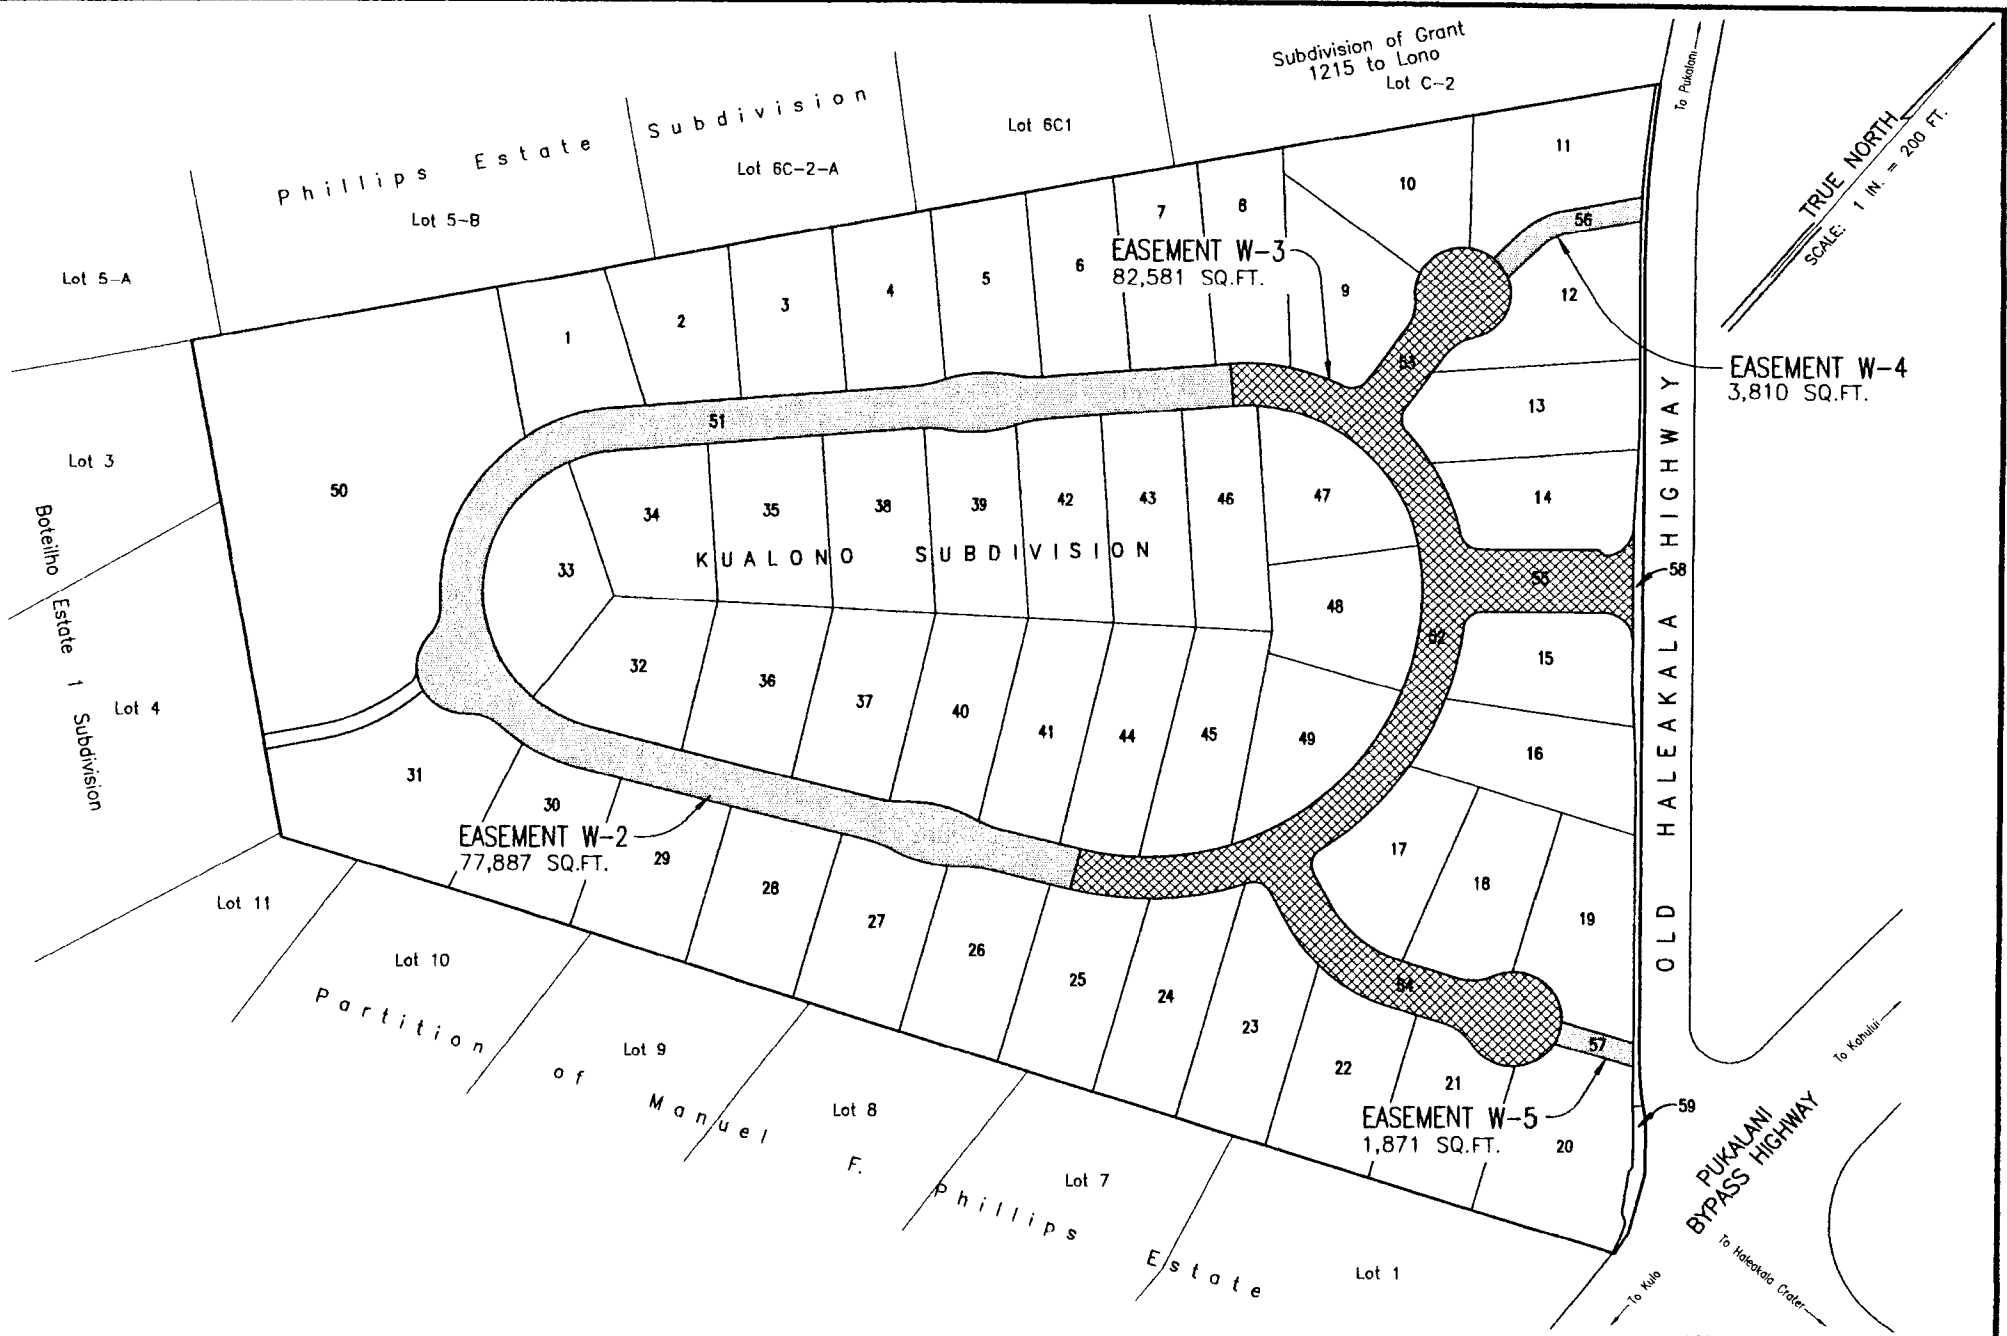 Subdivision of Grant
1215 to Lono
Lot C-2
To Pukalani
TRUE NORTH
SCALE: 1 IN. = 200 FT.
Phillips Estate Subdivision
Lot 5-A
Lot 5-B
Lot 6C-2-A
Lot 6C1
1
2
3
4
5
6
7
8
9
10
11
12
13
14
56
53
EASEMENT W-3
82,581 SQ.FT.
EASEMENT W-4
3,810 SQ.FT.
Lot 3
Lot 4
Boteilho Estate 1 Subdivision
50
51
33
34
35
38
39
42
43
46
47
KUALONO SUBDIVISION
48
55
58
52
32
36
37
40
41
44
45
49
15
16
17
18
19
OLD HALEAKALA HIGHWAY
31
30
29
28
27
26
25
24
23
22
21
20
EASEMENT W-2
77,887 SQ.FT.
54
57
59
EASEMENT W-5
1,871 SQ.FT.
Lot 11
Lot 10
Lot 9
Lot 8
Lot 7
Lot 1
Partition of Manuel F. Phillips Estate
PUKALANI
BYPASS HIGHWAY
To Kahului
To Kula
To Haleakala Crater